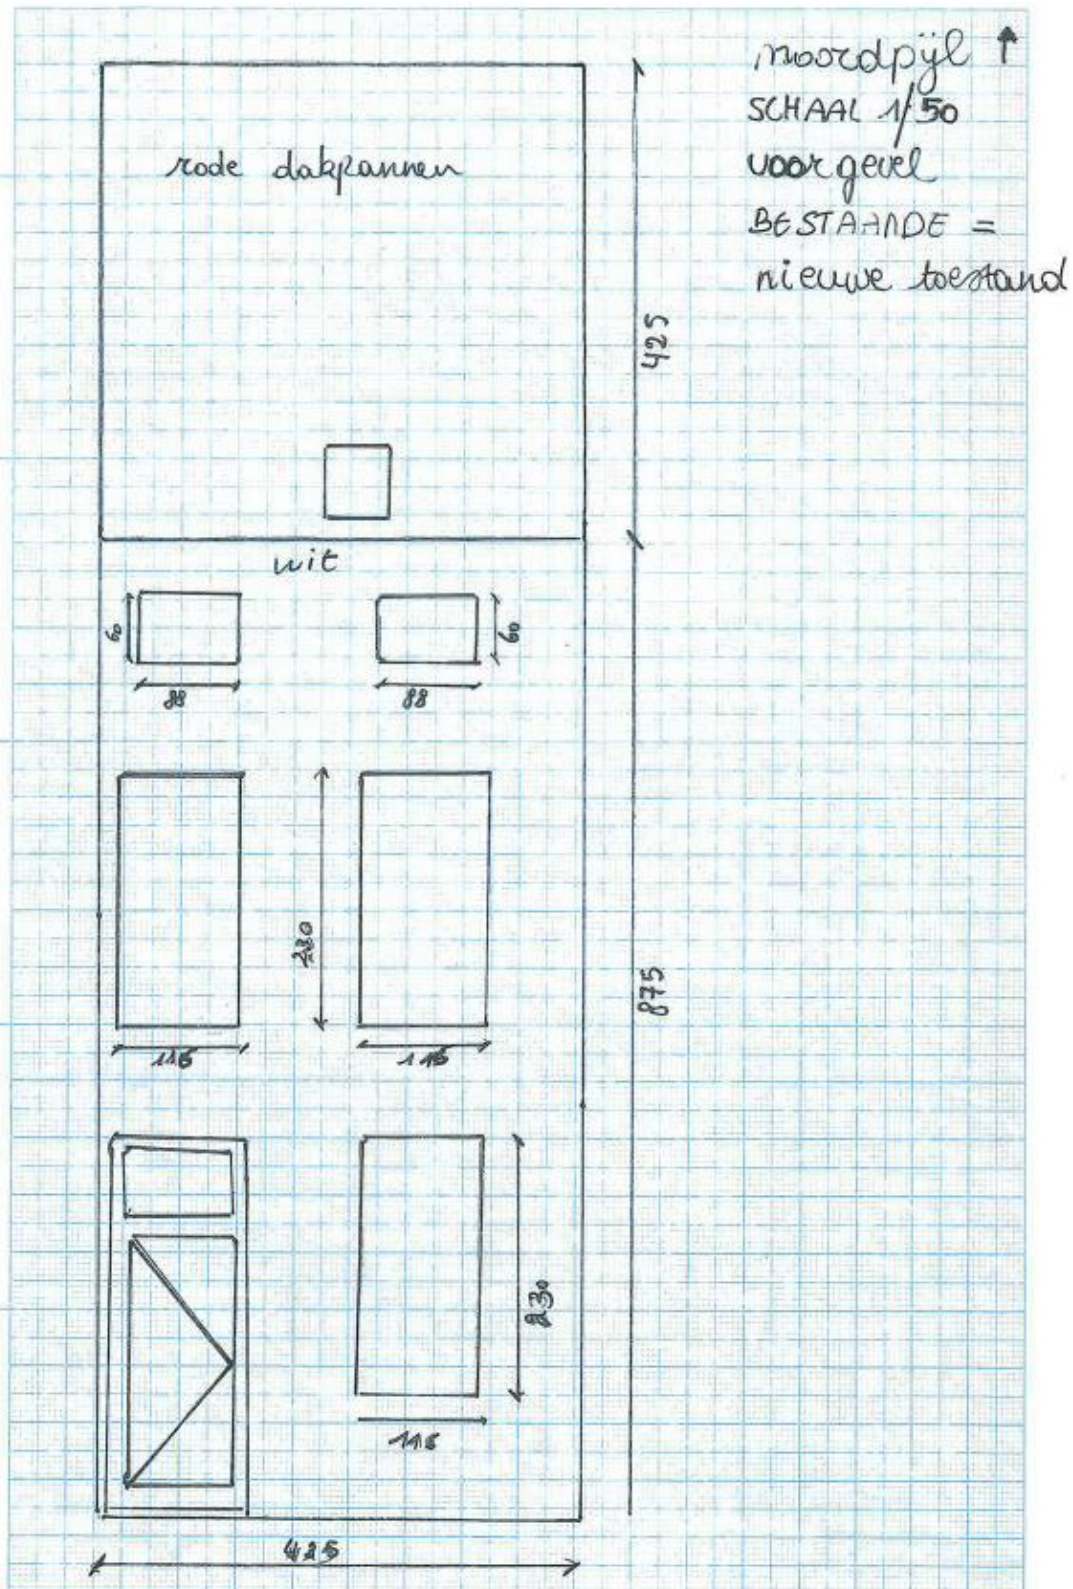 noordpijl ↑
SCHAAL 1/50
voorgevel
BESTAANDE =
nieuwe toestand
rode dakpannen
425
wit
60
60
88
88
230
115
115
875
230
115
425